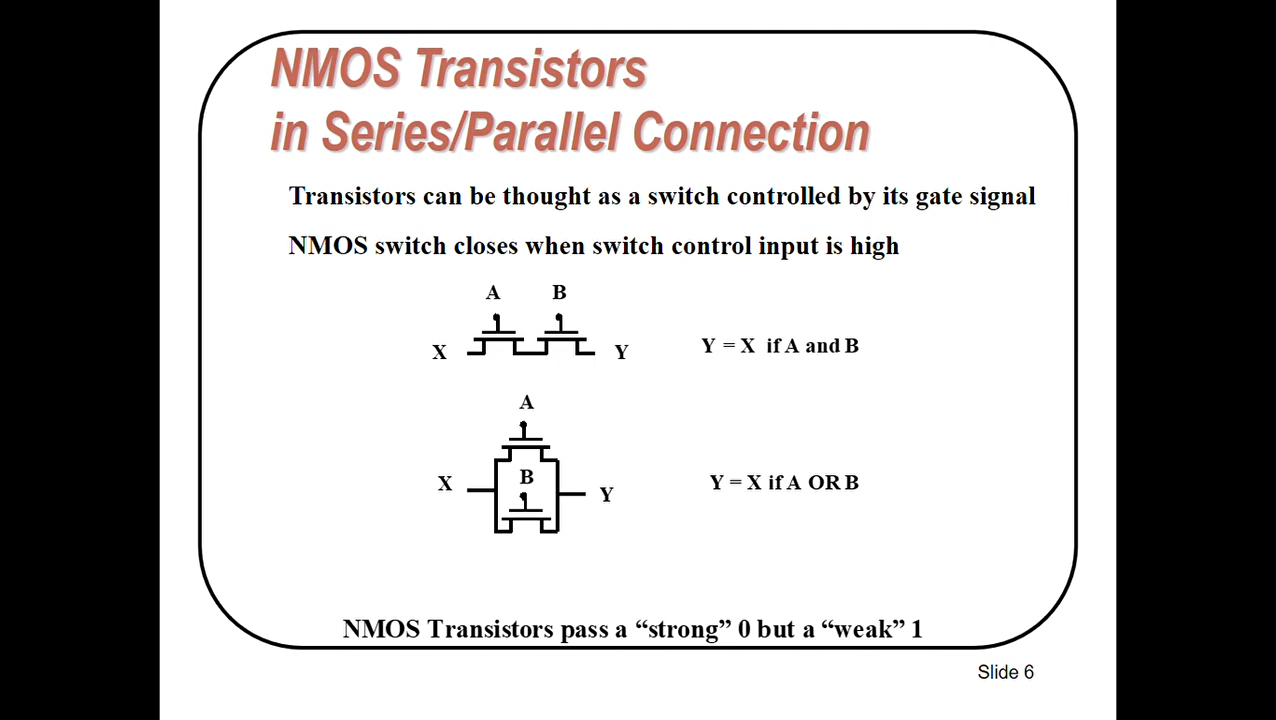 NMOS Transistors
in Series/Parallel Connection
Transistors can be thought as a switch controlled by its gate signal
NMOS switch closes when switch control input is high
A B
X Y Y = X if A and B
A
X B Y Y = X if A OR B
NMOS Transistors pass a “strong” 0 but a “weak” 1
Slide 6